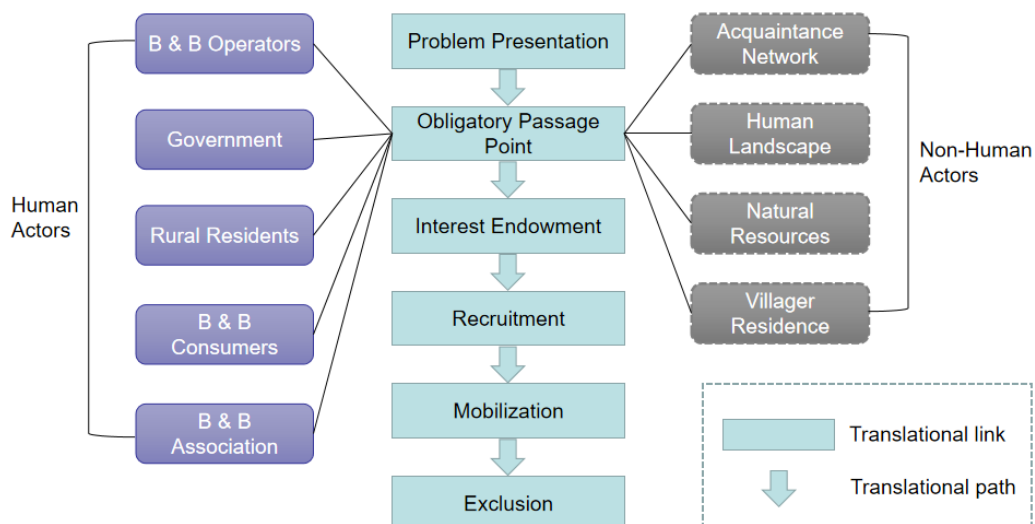 Human
Actors
B & B Operators
Government
Rural Residents
B & B
Consumers
B & B
Association
Problem Presentation
Obligatory Passage
Point
Interest Endowment
Recruitment
Mobilization
Exclusion
Acquaintance
Network
Human
Landscape
Natural
Resources
Villager
Residence
Non-Human
Actors
Translational link
Translational path